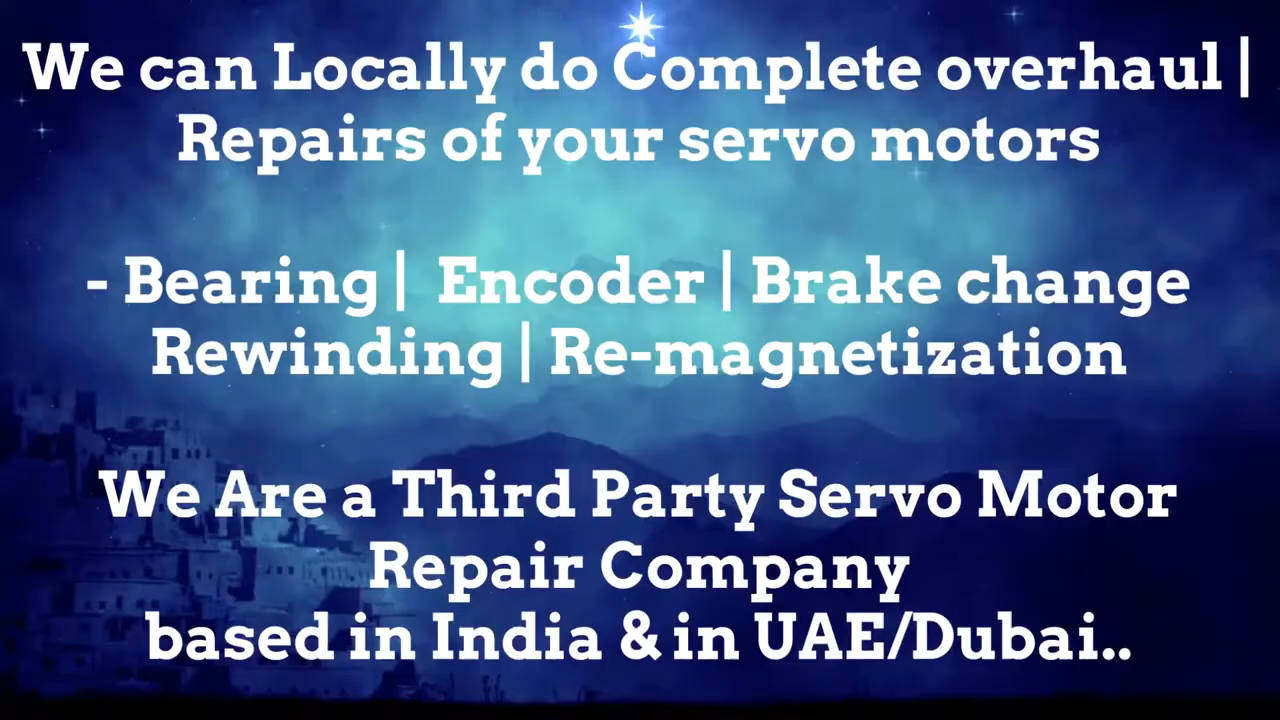 We can Locally do Complete overhaul |
Repairs of your servo motors
- Bearing | Encoder | Brake change
Rewinding | Re-magnetization
We Are a Third Party Servo Motor
Repair Company
based in India & in UAE/Dubai..